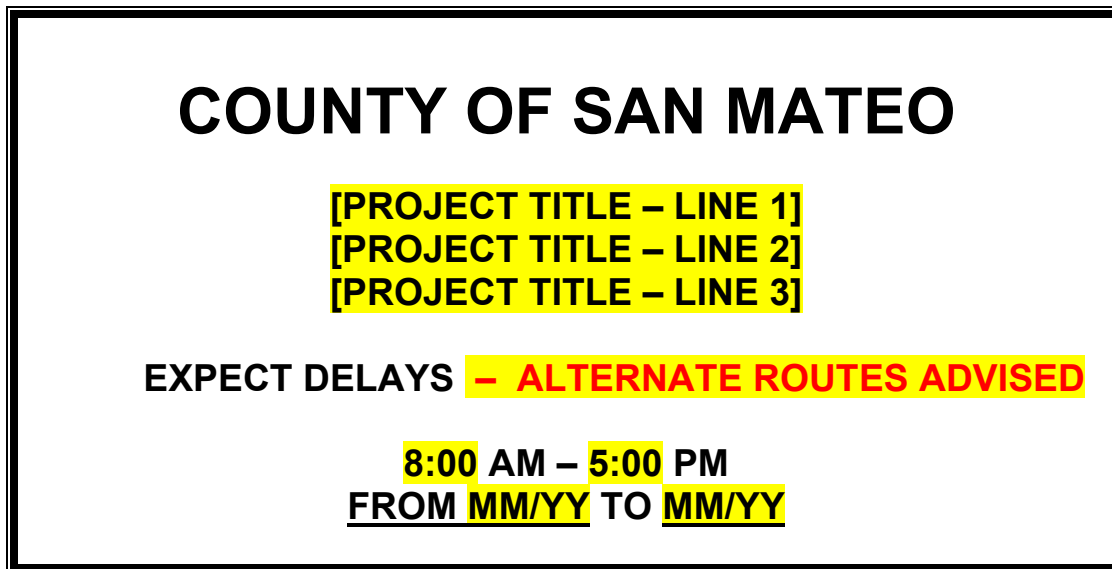 COUNTY OF SAN MATEO
[PROJECT TITLE – LINE 1]
[PROJECT TITLE – LINE 2]
[PROJECT TITLE – LINE 3]
EXPECT DELAYS – ALTERNATE ROUTES ADVISED
8:00 AM – 5:00 PM
FROM MM/YY TO MM/YY